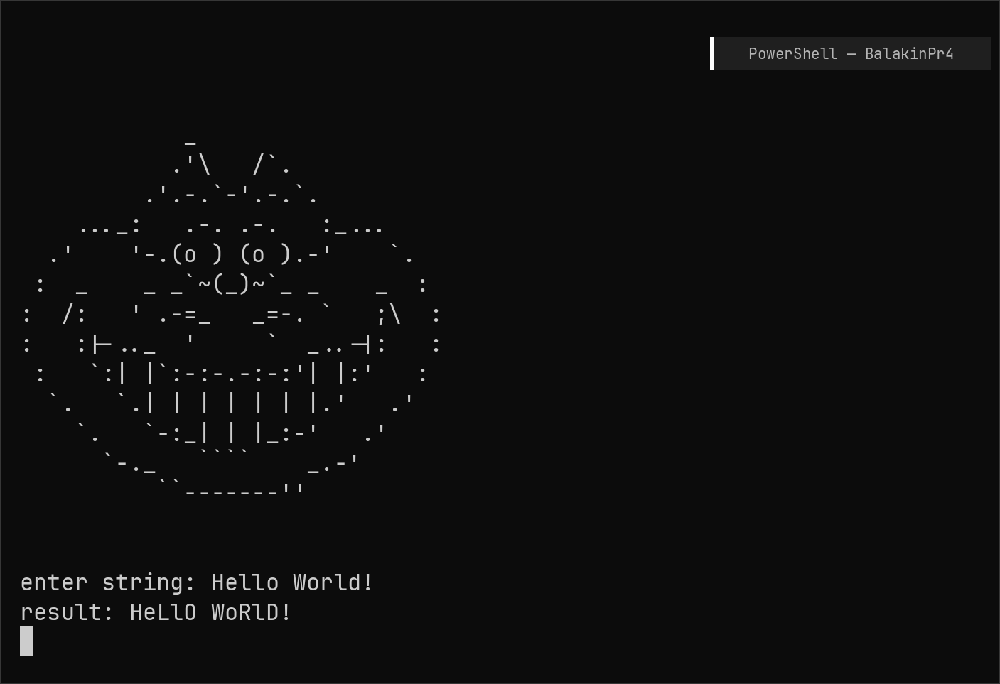 PowerShell — BalakinPr4
            _
           .'\   /`.
         .'.-.`-'.-.`.
    ..._:   .-. .-.   :_...
  .'    '-.(o ) (o ).-'    `.
 :  _    _ _`~(_)~`_ _    _  :
:  /:   ' .-=_   _=-. `   ;\  :
:   :|-.._  '     `  _..-|:   :
 :   `:| |`:-:-.-:-:'| |:'   :
  `.   `.| | | | | | |.'   .'
    `.   `-:_| | |_:-'   .'
      `-._   ````    _.-'
          ``-------''
enter string: Hello World!
result: HeLlO WoRlD!